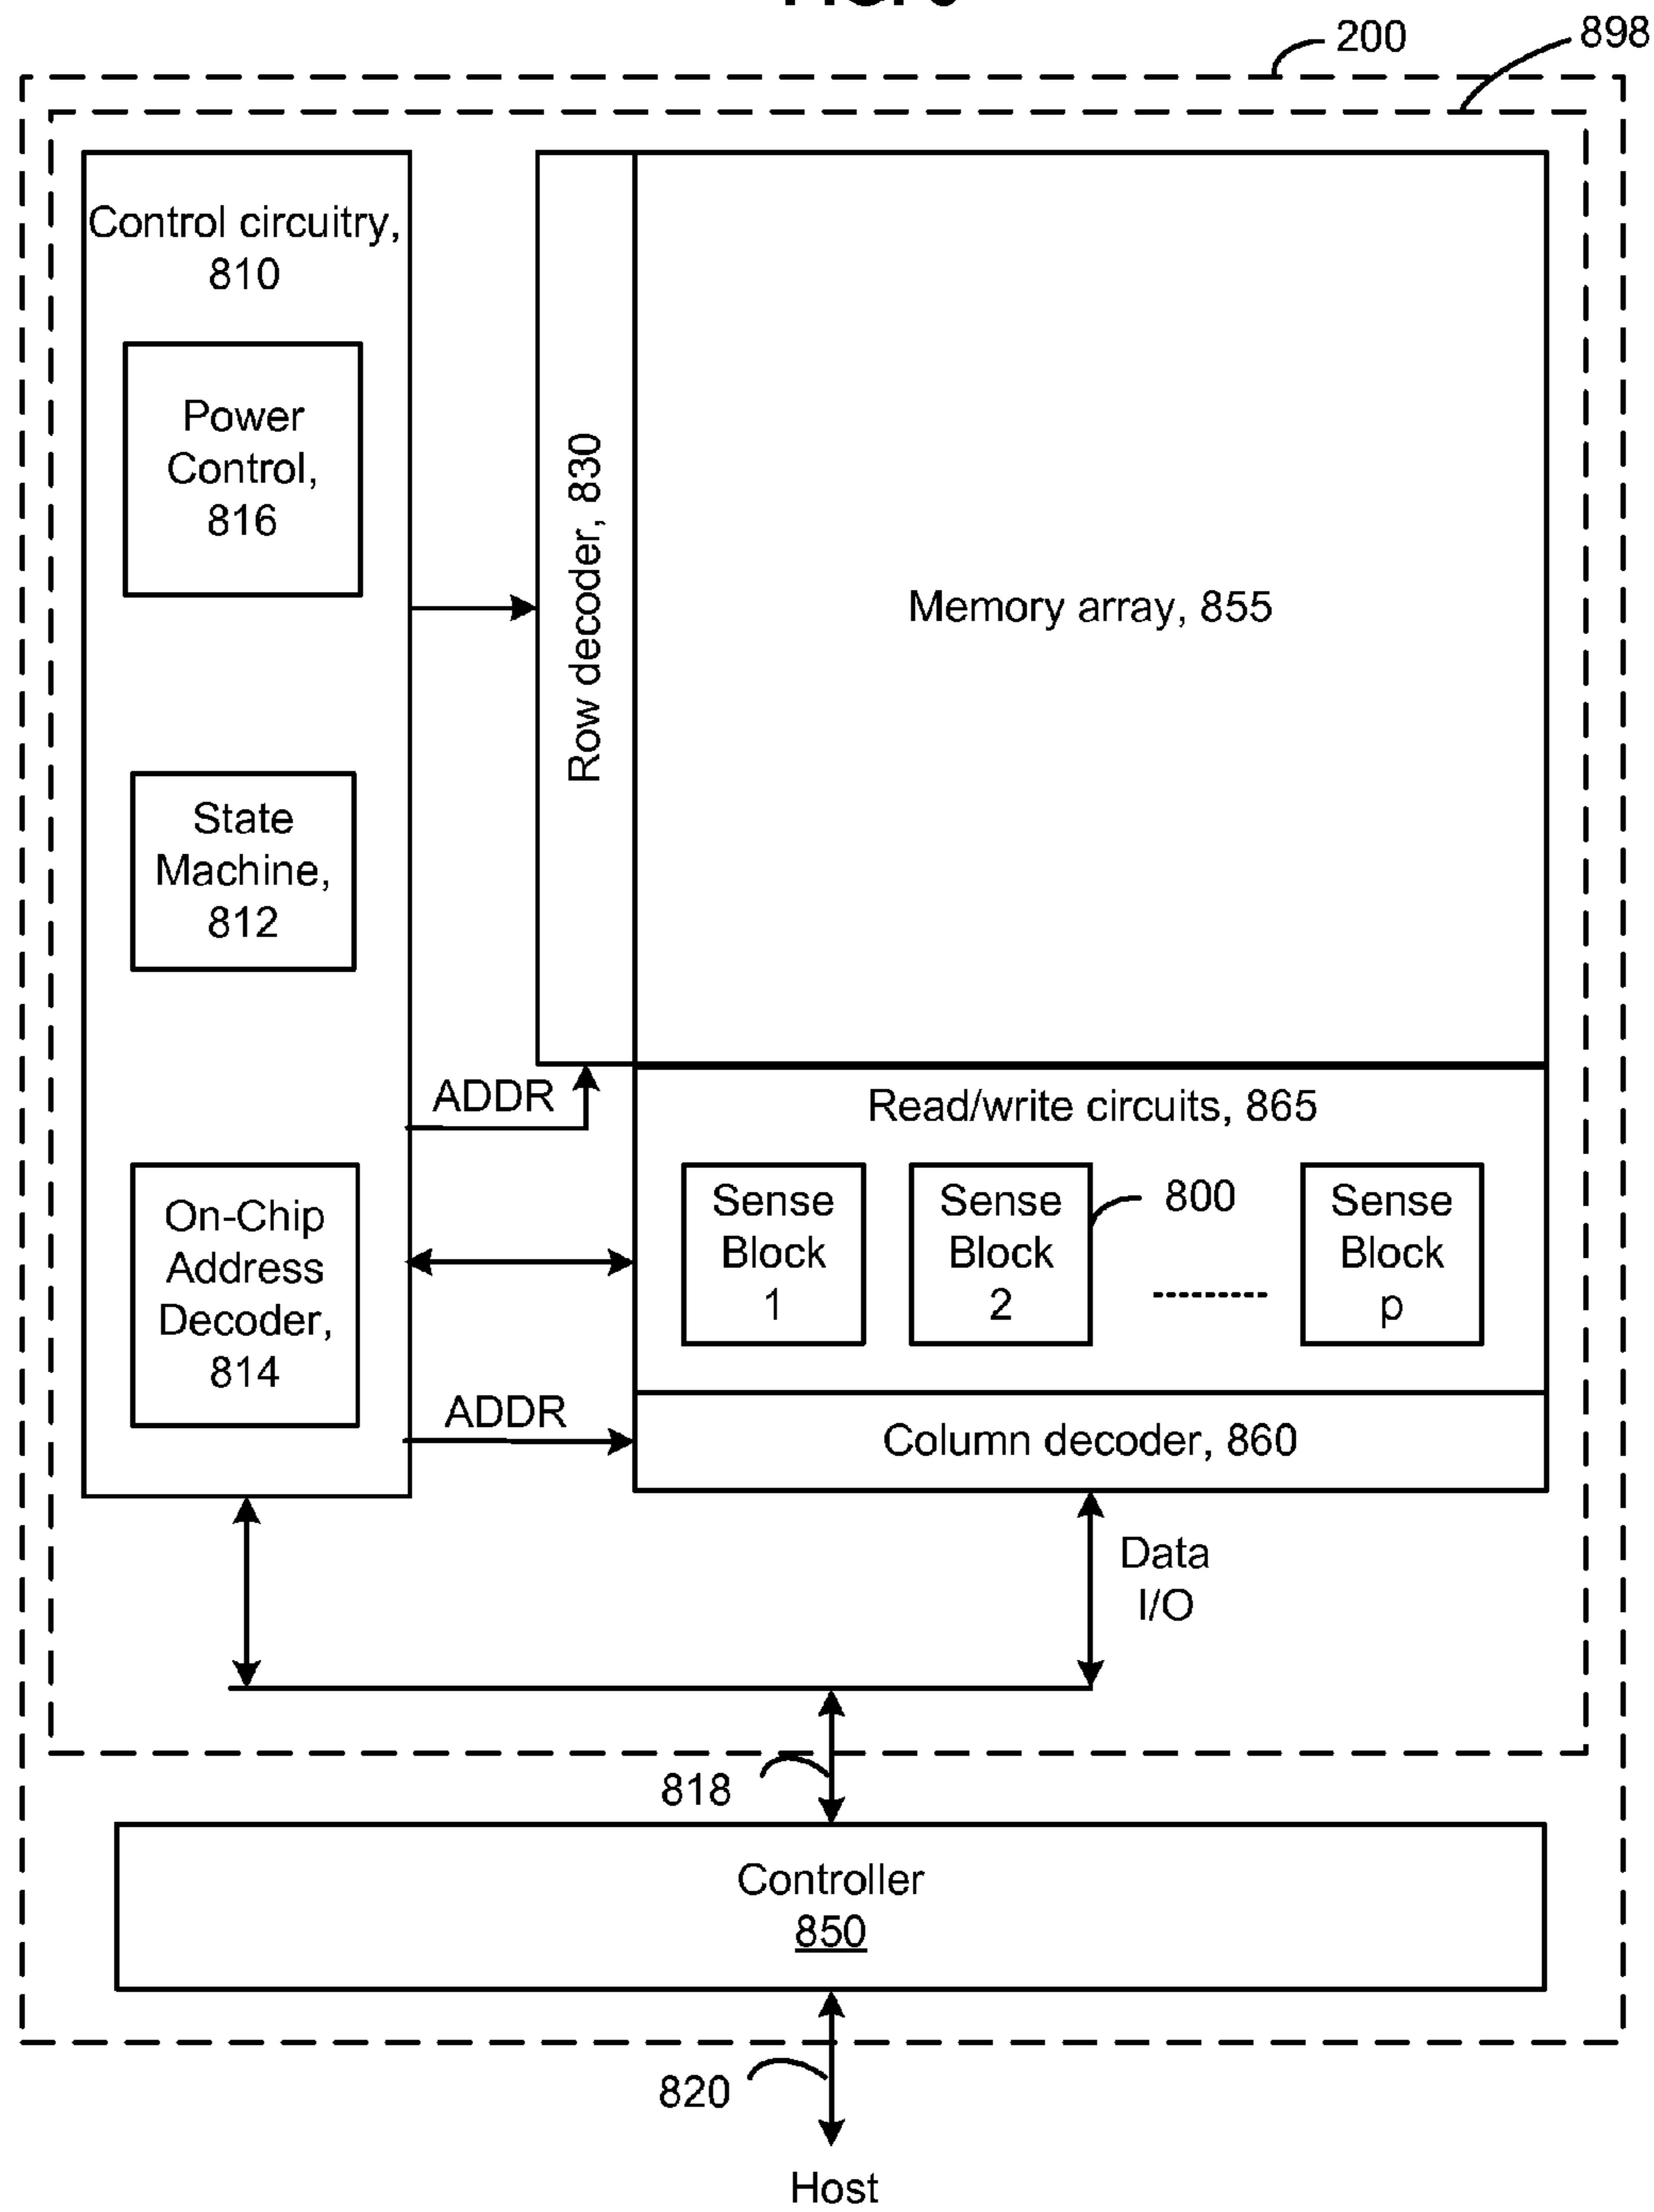 200
898
Control circuitry,
810
Power
Control,
816
State
Machine,
812
On-Chip
Address
Decoder,
814
Row decoder, 830
Memory array, 855
ADDR
Read/write circuits, 865
Sense
Block
1
Sense
Block
2
800
Sense
Block
p
ADDR
Column decoder, 860
Data
I/O
818
Controller
850
820
Host